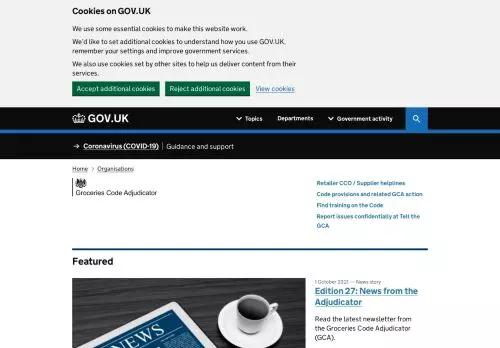 Cookies on GOV.UK
We use some essential cookies to make this website work.
We'd like to set additional cookies to understand how you use GOV.UK,
remember your settings and improve government services.
We also use cookies set by other sites to help us deliver content from their
services.
Accept additional cookies
Reject additional cookies
View cookies
GOV.UK
Topics
Departments
Government activity
Coronavirus (COVID-19)
Guidance and support
Home
Organisations
Groceries Code Adjudicator
Retailer CCO / Supplier helplines
Code provisions and related GCA action
Find training on the Code
Report issues confidentially at Tell the
GCA
Featured
NEWS
1 October 2021 — News story
Edition 27: News from the
Adjudicator
Read the latest newsletter from
the Groceries Code Adjudicator
(GCA).